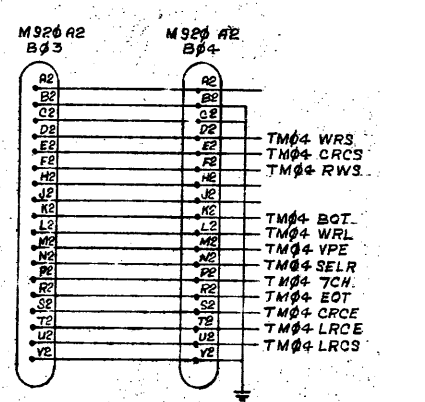 M920 A2
M920 A2
B03
B04
A2
A2
B2
B2
C2
C2
D2
D2
TM04 WRS
E2
E2
TM04 CRCS
F2
F2
TM04 RWS
H2
H2
J2
J2
K2
K2
TM04 BOT
L2
L2
TM04 WRL
M2
M2
TM04 VPE
N2
N2
TM04 SELR
P2
P2
TM04 7CH
R2
R2
TM04 EOT
S2
S2
TM04 CRCE
T2
T2
TM04 LRCE
U2
U2
TM04 LRCS
V2
V2